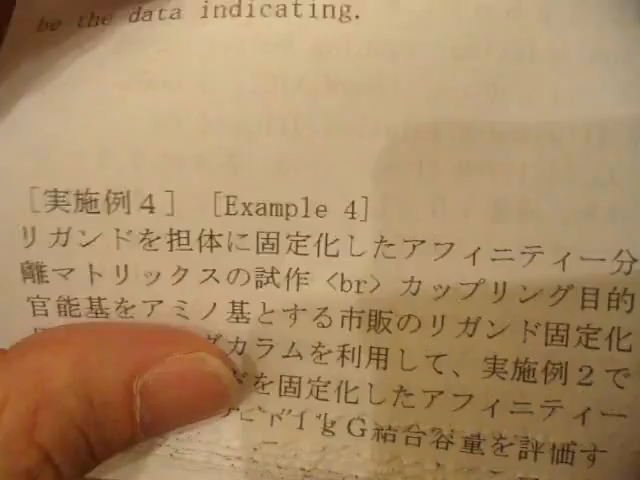 be the data indicating.
［実施例４］ [Example 4]
リガンドを担体に固定化したアフィニティー分
離マトリックスの試作〈br〉カップリング目的
官能基をアミノ基とする市販のリガンド固定化
カラムを利用して、実施例２で
を固定化したアフィニティー
IgG結合容量を評価す